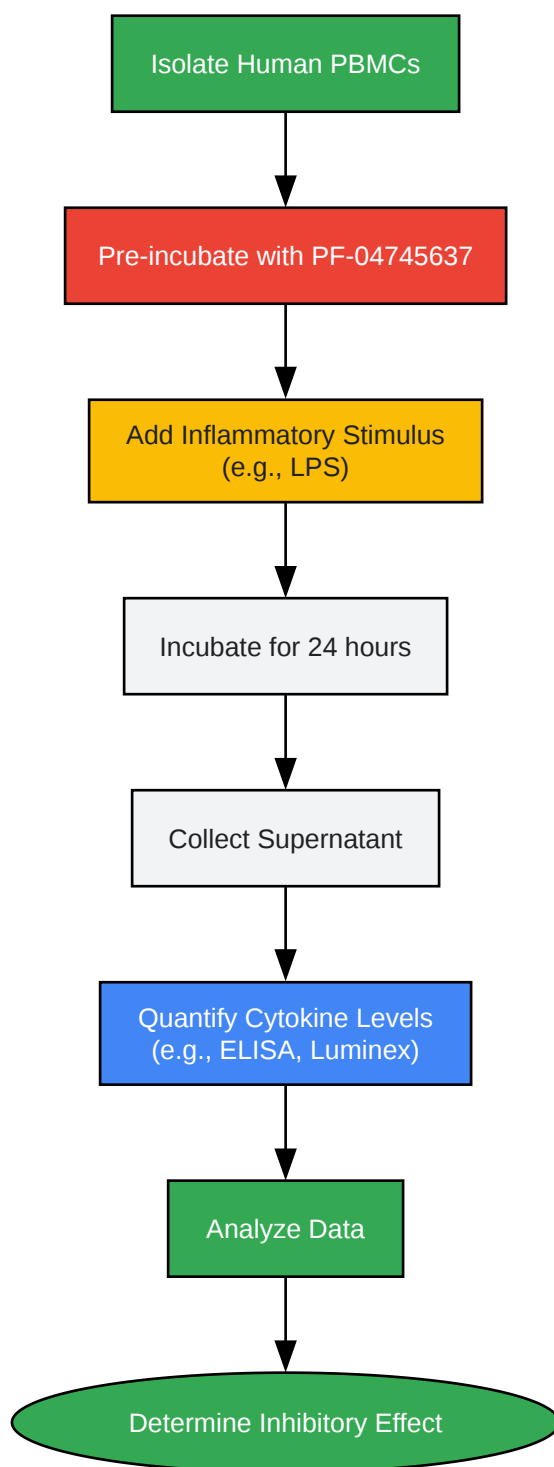 Isolate Human PBMCs
Pre-incubate with PF-04745637
Add Inflammatory Stimulus
(e.g., LPS)
Incubate for 24 hours
Collect Supernatant
Quantify Cytokine Levels
(e.g., ELISA, Luminex)
Analyze Data
Determine Inhibitory Effect